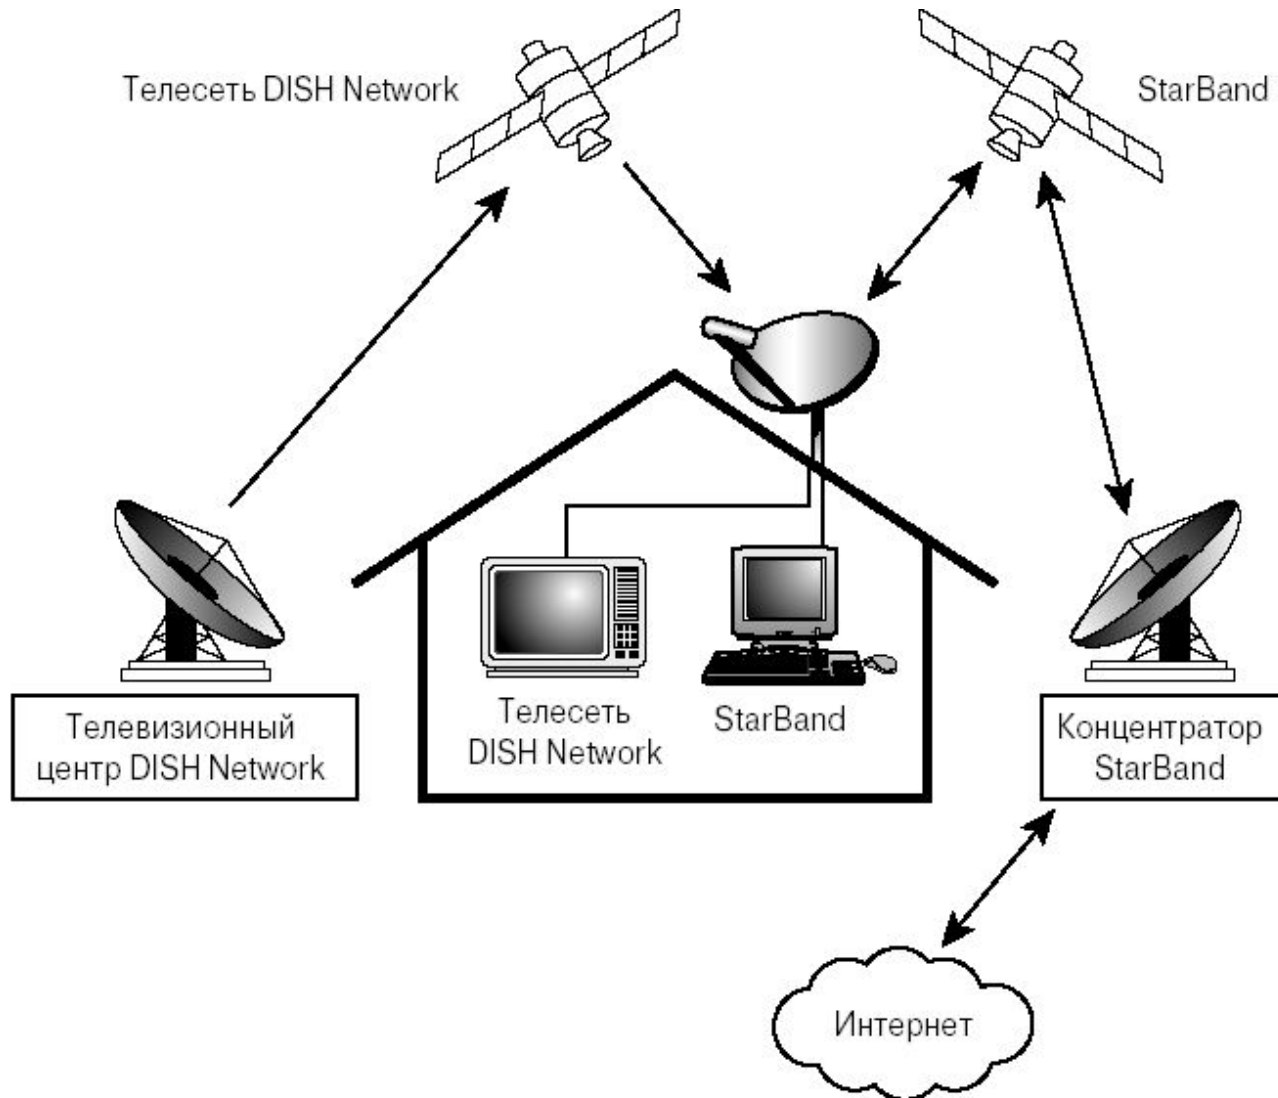 Телесеть DISH Network
StarBand
Телесеть
DISH Network
StarBand
Телевизионный
центр DISH Network
Концентратор
StarBand
Интернет